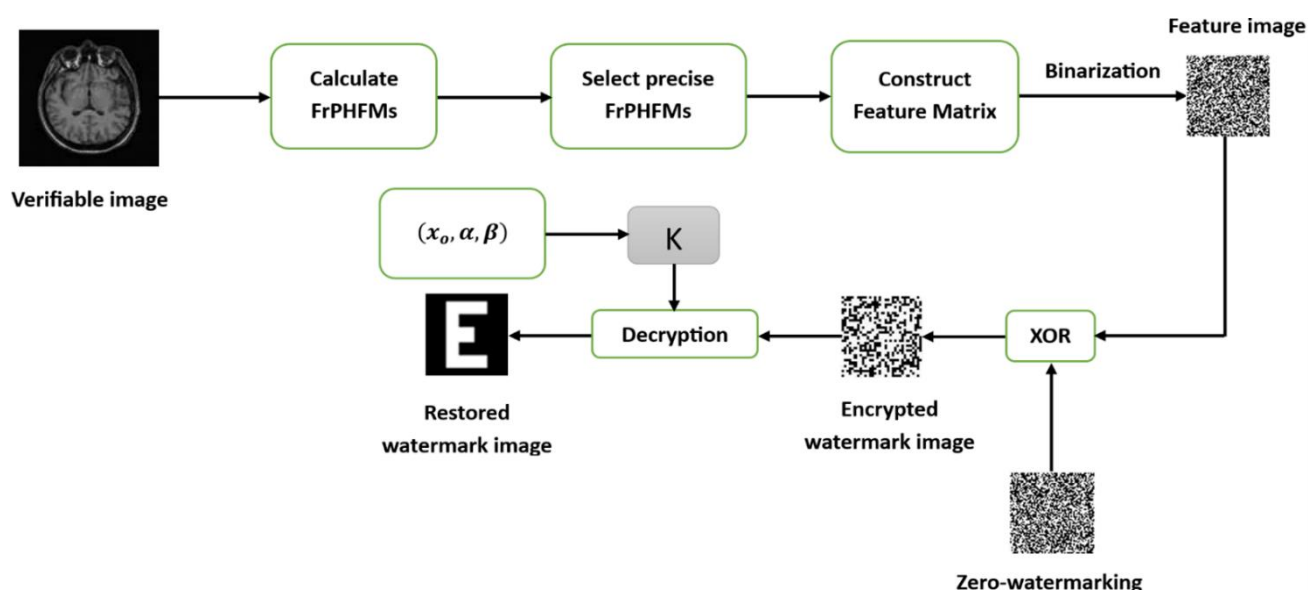 Feature image
Calculate
FrPHFMs
Select precise
FrPHFMs
Construct
Feature Matrix
Binarization
Verifiable image
(𝒙ₒ, 𝜶, 𝜷)
K
Decryption
E
XOR
Restored
watermark image
Encrypted
watermark image
Zero-watermarking